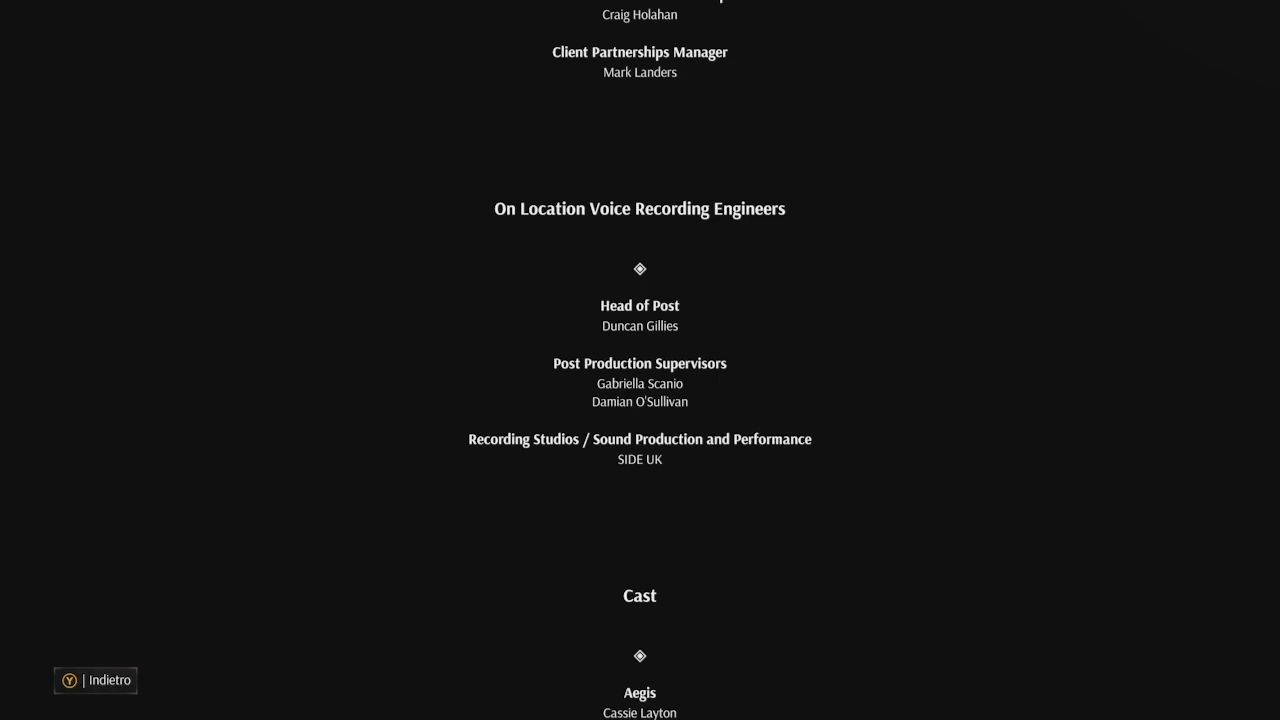 Craig Holahan
Client Partnerships Manager
Mark Landers
On Location Voice Recording Engineers
Head of Post
Duncan Gillies
Post Production Supervisors
Gabriella Scanio
Damian O'Sullivan
Recording Studios / Sound Production and Performance
SIDE UK
Cast
Aegis
Cassie Layton
Y | Indietro